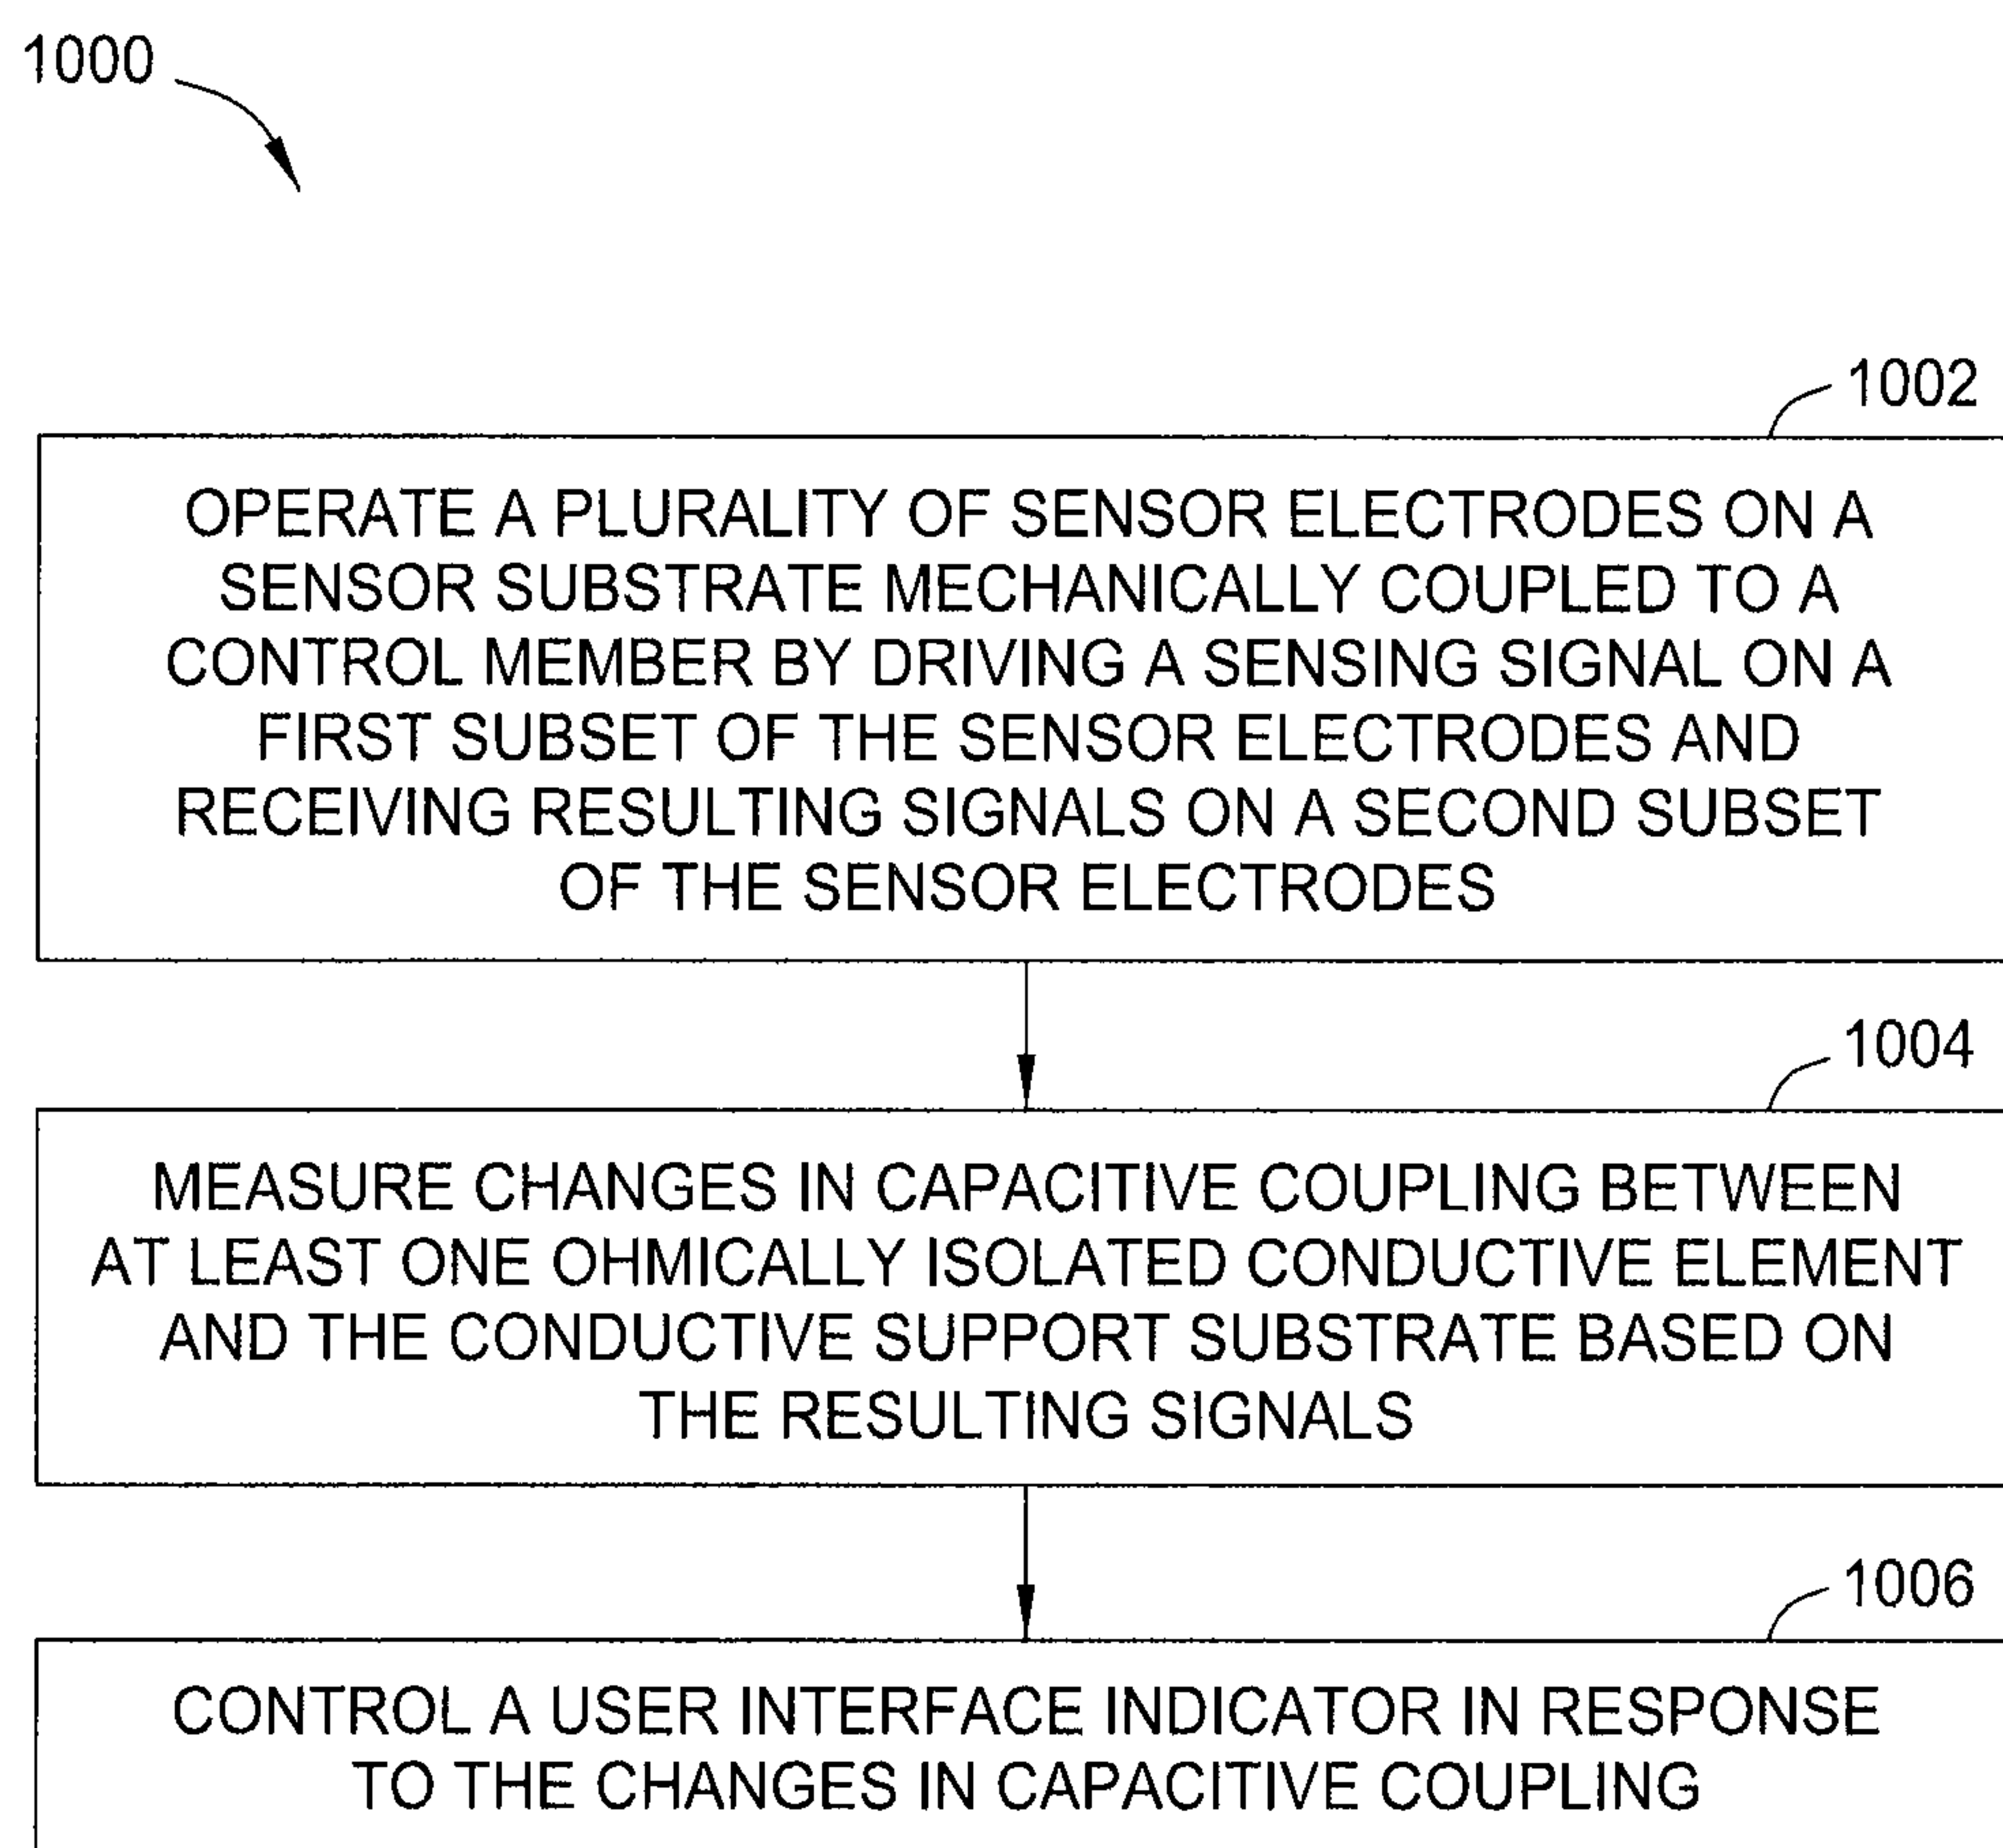 1000
1002
OPERATE A PLURALITY OF SENSOR ELECTRODES ON A
SENSOR SUBSTRATE MECHANICALLY COUPLED TO A
CONTROL MEMBER BY DRIVING A SENSING SIGNAL ON A
FIRST SUBSET OF THE SENSOR ELECTRODES AND
RECEIVING RESULTING SIGNALS ON A SECOND SUBSET
OF THE SENSOR ELECTRODES
1004
MEASURE CHANGES IN CAPACITIVE COUPLING BETWEEN
AT LEAST ONE OHMICALLY ISOLATED CONDUCTIVE ELEMENT
AND THE CONDUCTIVE SUPPORT SUBSTRATE BASED ON
THE RESULTING SIGNALS
1006
CONTROL A USER INTERFACE INDICATOR IN RESPONSE
TO THE CHANGES IN CAPACITIVE COUPLING